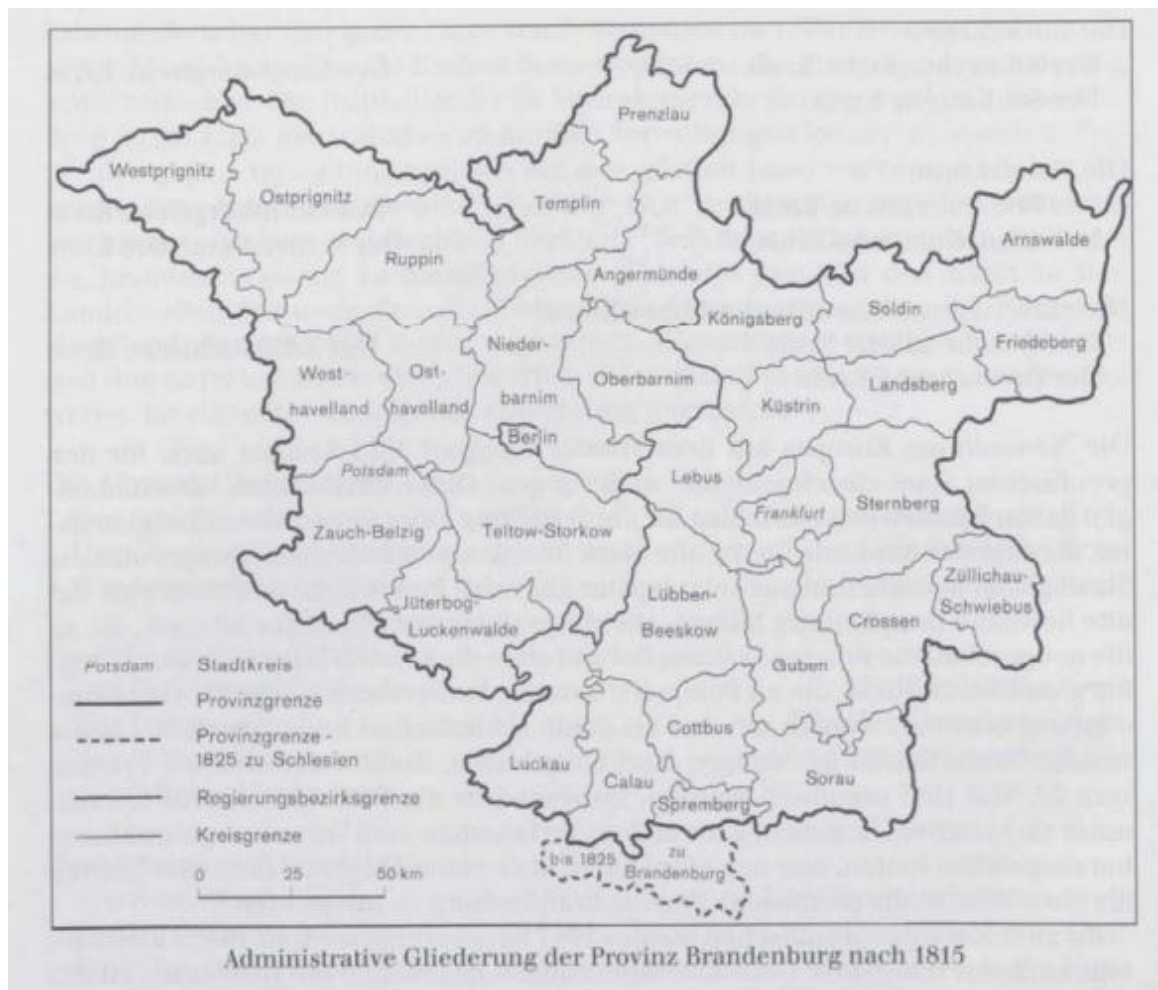 Prenzlau
Westprignitz
Ostprignitz
Templin
Ruppin
Arnswalde
Angermünde
Soldin
Königsberg
Friedeberg
Nieder-
barnim
West-
havelland
Ost-
havelland
Oberbarnim
Landsberg
Küstrin
Berlin
Potsdam
Lebus
Frankfurt
Sternberg
Zauch-Belzig
Teltow-Storkow
Züllichau-
Schwiebus
Lübben-
Beeskow
Jüterbog-
Luckenwalde
Crossen
Guben
Cottbus
Luckau
Calau
Sorau
Spremberg
bis 1825 zu
Brandenburg
Potsdam Stadtkreis
Provinzgrenze
Provinzgrenze -
1825 zu Schlesien
Regierungsbezirksgrenze
Kreisgrenze
0 25 50 km
Administrative Gliederung der Provinz Brandenburg nach 1815